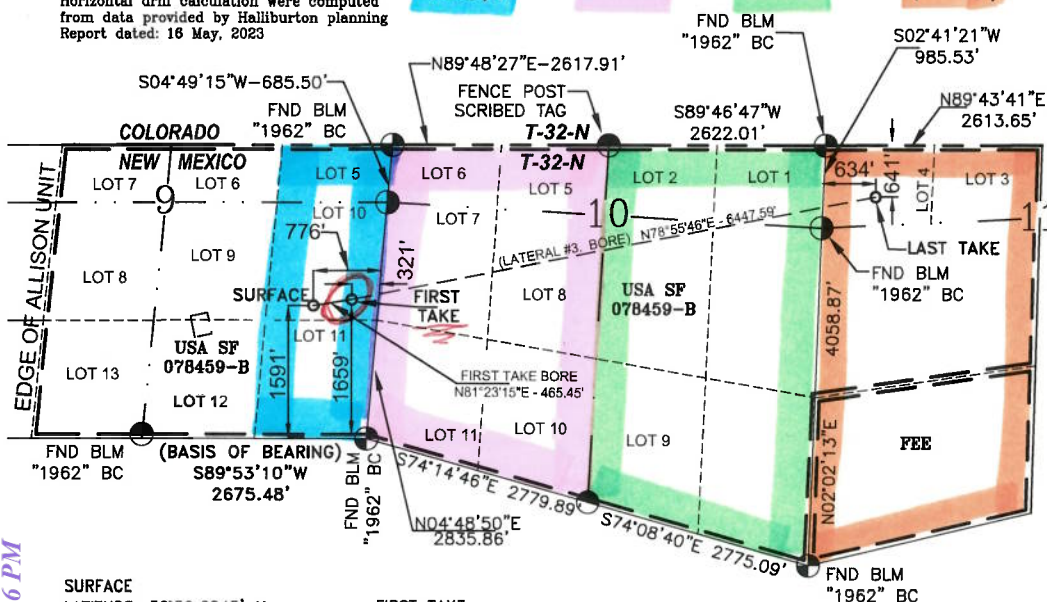 Horizontal drill calculation were computed
from data provided by Halliburton planning
Report dated: 16 May, 2023
FND BLM
"1962" BC
S02°41'21"W
985.53'
S04°49'15"W-685.50'
N89°48'27"E-2617.91'
FND BLM
"1962" BC
FENCE POST
SCRIBED TAG
S89°46'47"W
2622.01'
N89°43'41"E
2613.65'
COLORADO
NEW MEXICO
T-32-N
T-32-N
EDGE OF ALLISON UNIT
LOT 7
LOT 6
LOT 5
LOT 6
LOT 5
LOT 2
LOT 1
634'
641'
LOT 4
LOT 3
9
LOT 10
LOT 7
10
776'
321'
(LATERAL #3, BORE), N78°55'46"E - 6447.59'
LAST TAKE
FND BLM
"1962" BC
LOT 9
LOT 8
SURFACE
FIRST
TAKE
LOT 8
USA SF
078459-B
4058.87'
LOT 11
USA SF
078459-B
1591'
1659'
LOT 13
LOT 12
FIRST TAKE BORE
N81°23'15"E - 465.45'
LOT 11
LOT 10
LOT 9
N02°02'13"E
FEE
FND BLM
"1962" BC
(BASIS OF BEARING)
S89°53'10"W
2675.48'
FND BLM
"1962" BC
S74°14'46"E 2779.89'
N04°48'50"E
2835.86'
S74°08'40"E 2775.09'
FND BLM
"1962" BC
6 PM
SURFACE
FIRST TAKE